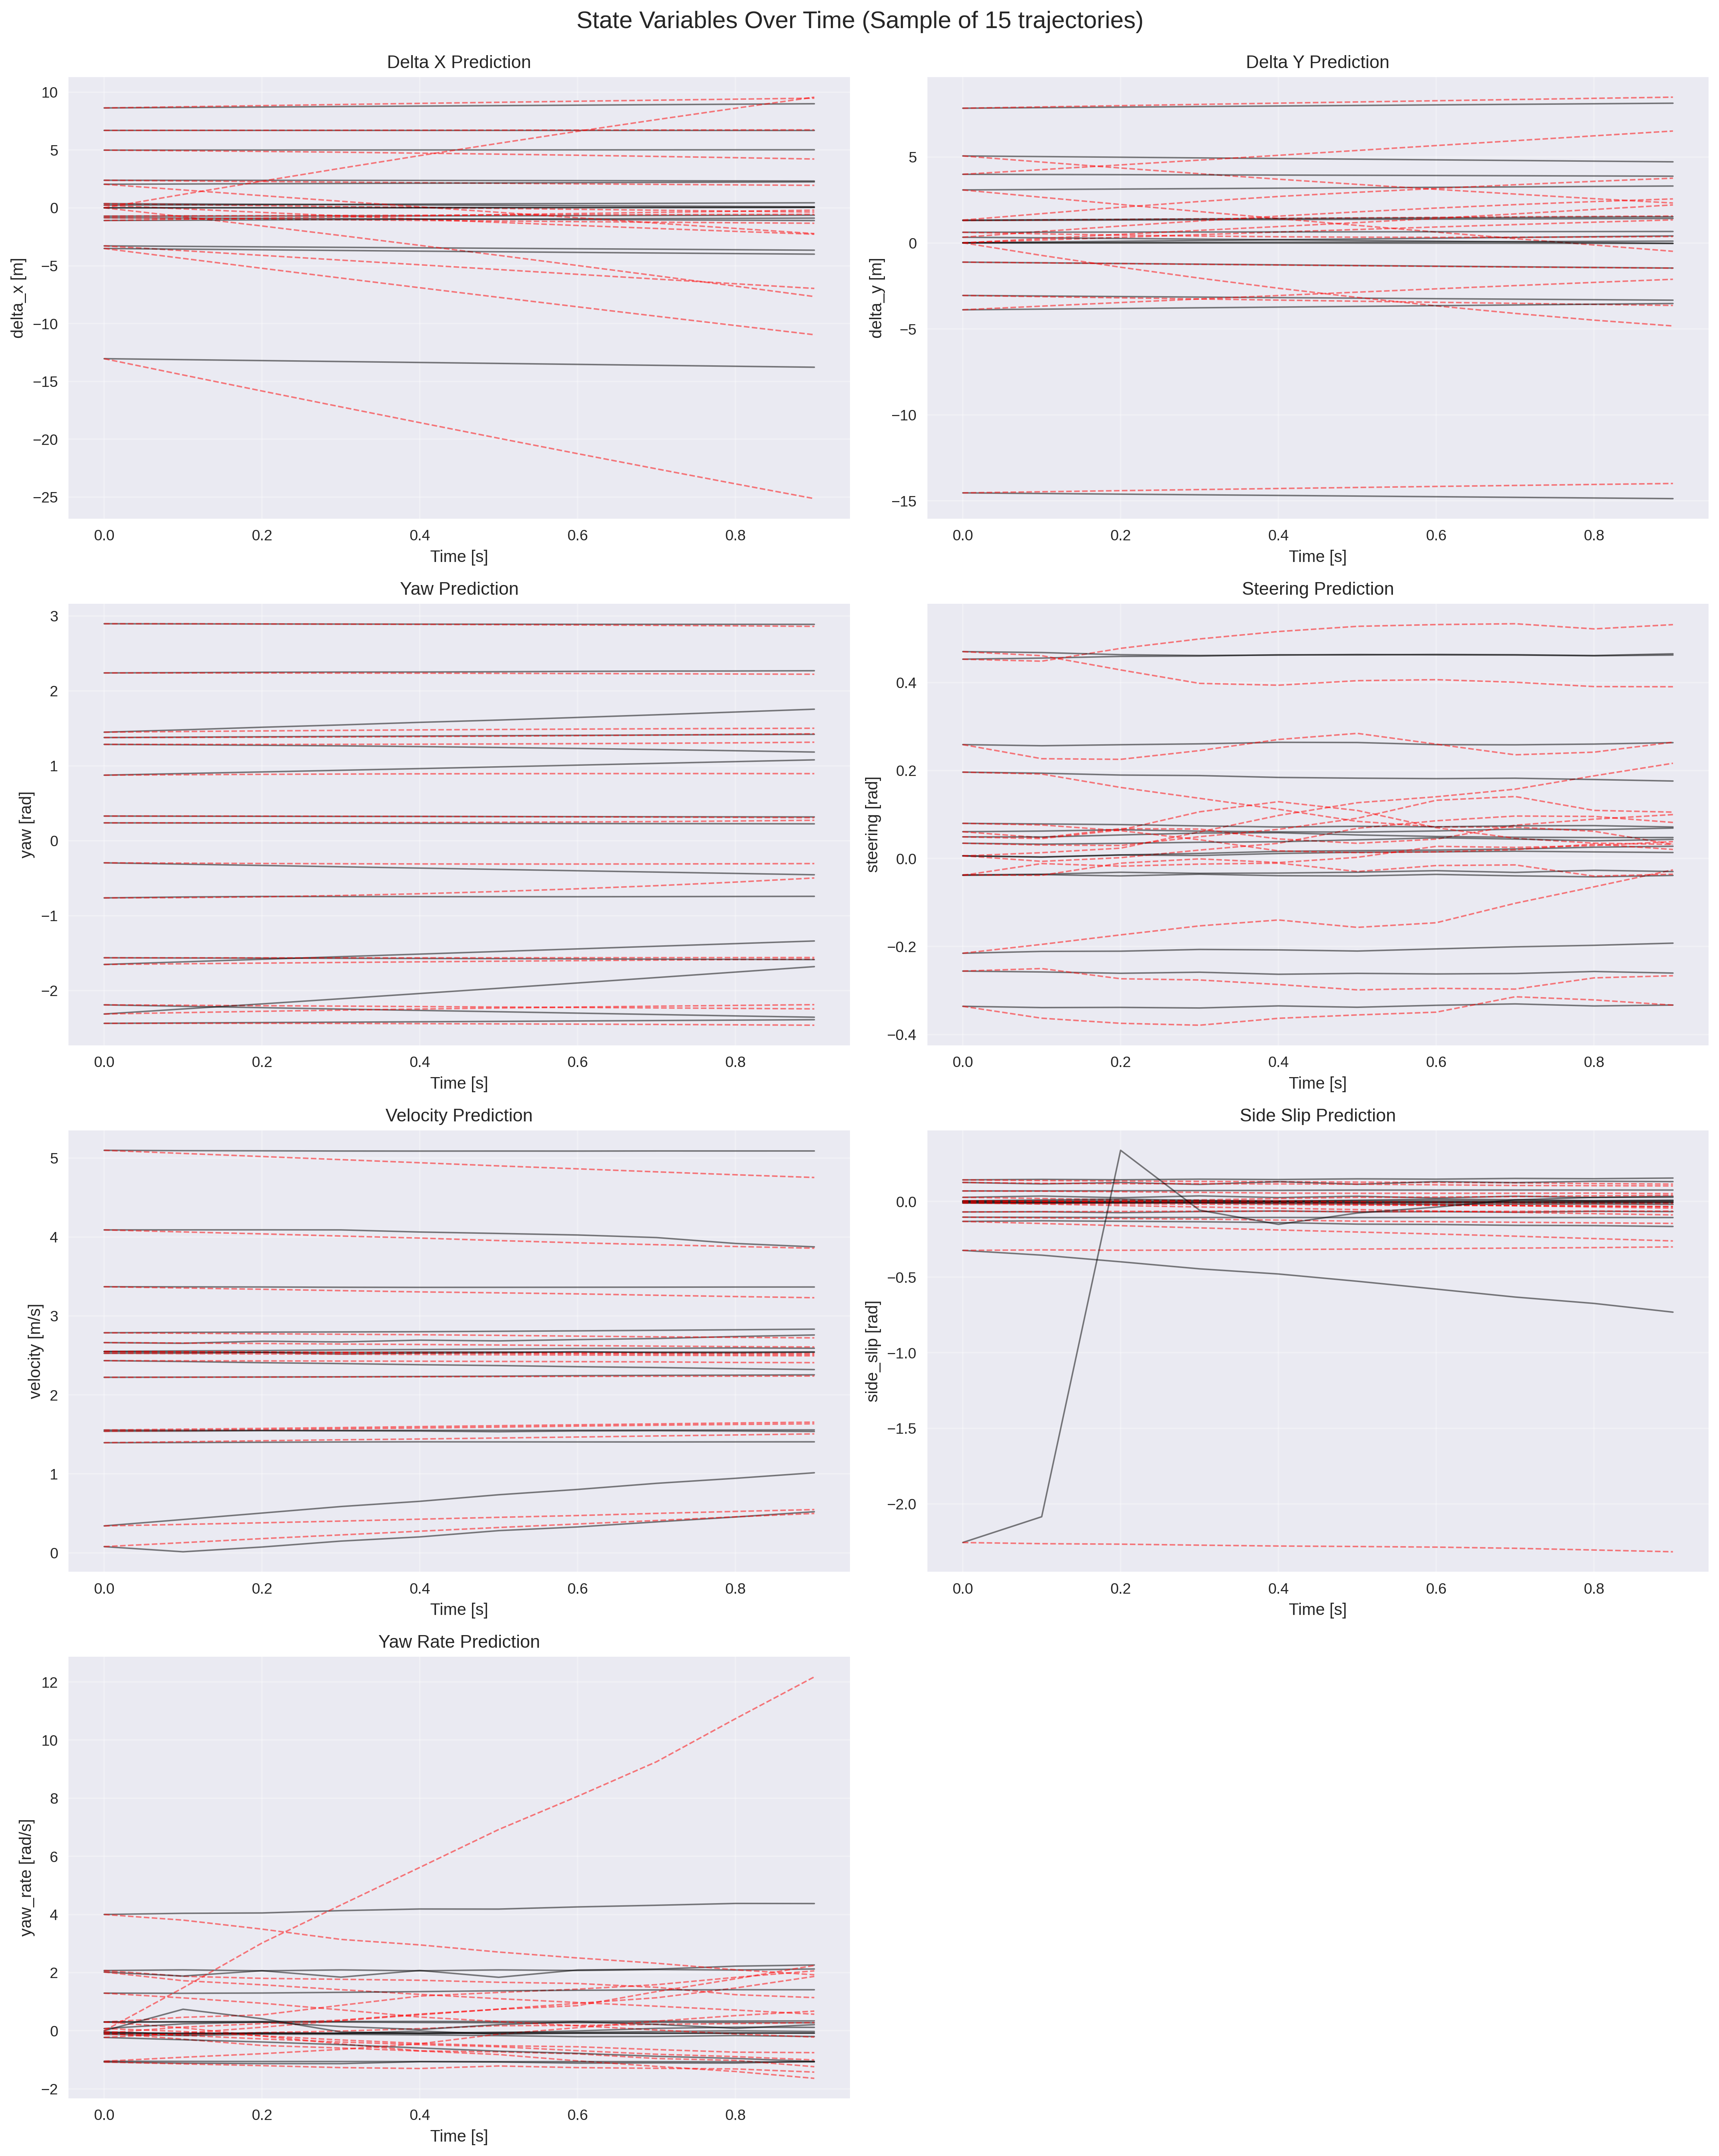 State Variables Over Time (Sample of 15 trajectories)
Delta X Prediction
10
5
0
−5
−10
−15
−20
−25
delta_x [m]
0.0 0.2 0.4 0.6 0.8
Time [s]
Delta Y Prediction
5
0
−5
−10
−15
delta_y [m]
0.0 0.2 0.4 0.6 0.8
Time [s]
Yaw Prediction
3
2
1
0
−1
−2
yaw [rad]
0.0 0.2 0.4 0.6 0.8
Time [s]
Steering Prediction
0.4
0.2
0.0
−0.2
−0.4
steering [rad]
0.0 0.2 0.4 0.6 0.8
Time [s]
Velocity Prediction
5
4
3
2
1
0
velocity [m/s]
0.0 0.2 0.4 0.6 0.8
Time [s]
Side Slip Prediction
0.0
−0.5
−1.0
−1.5
−2.0
side_slip [rad]
0.0 0.2 0.4 0.6 0.8
Time [s]
Yaw Rate Prediction
12
10
8
6
4
2
0
−2
yaw_rate [rad/s]
0.0 0.2 0.4 0.6 0.8
Time [s]